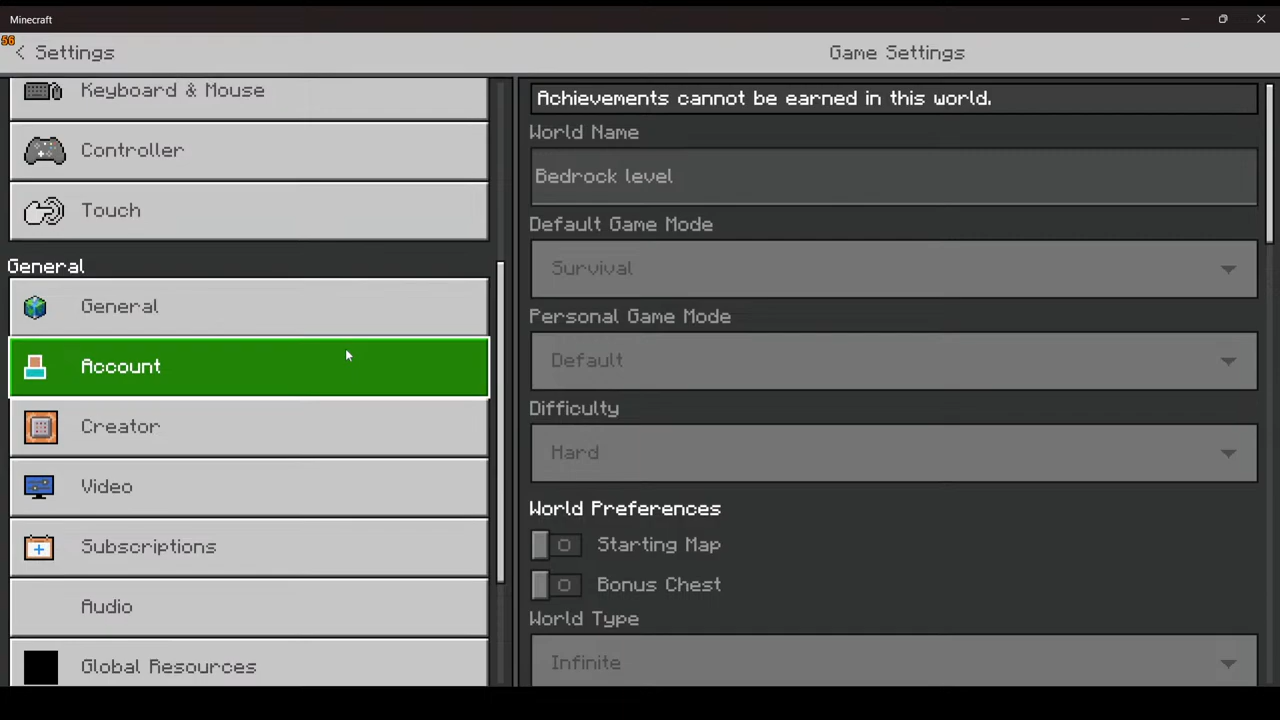 Minecraft
56
Settings
Game Settings
Keyboard & Mouse
Controller
Touch
General
General
Account
Creator
Video
Subscriptions
Audio
Global Resources
Achievements cannot be earned in this world.
World Name
Bedrock level
Default Game Mode
Survival
Personal Game Mode
Default
Difficulty
Hard
World Preferences
Starting Map
Bonus Chest
World Type
Infinite